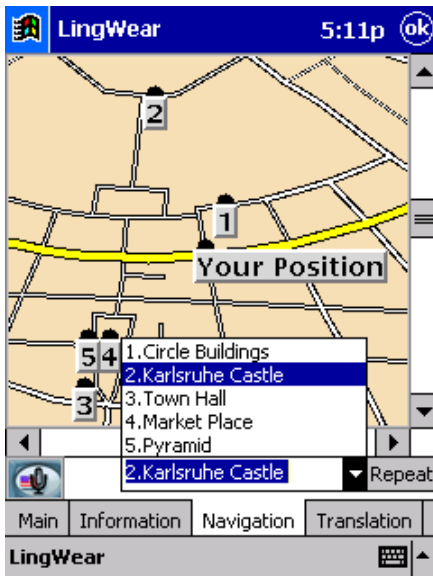 LingWear 5:11p ok
2
1
Your Position
5 4
3
1.Circle Buildings
2.Karlsruhe Castle
3.Town Hall
4.Market Place
5.Pyramid
2.Karlsruhe Castle Repeat
Main Information Navigation Translation
LingWear